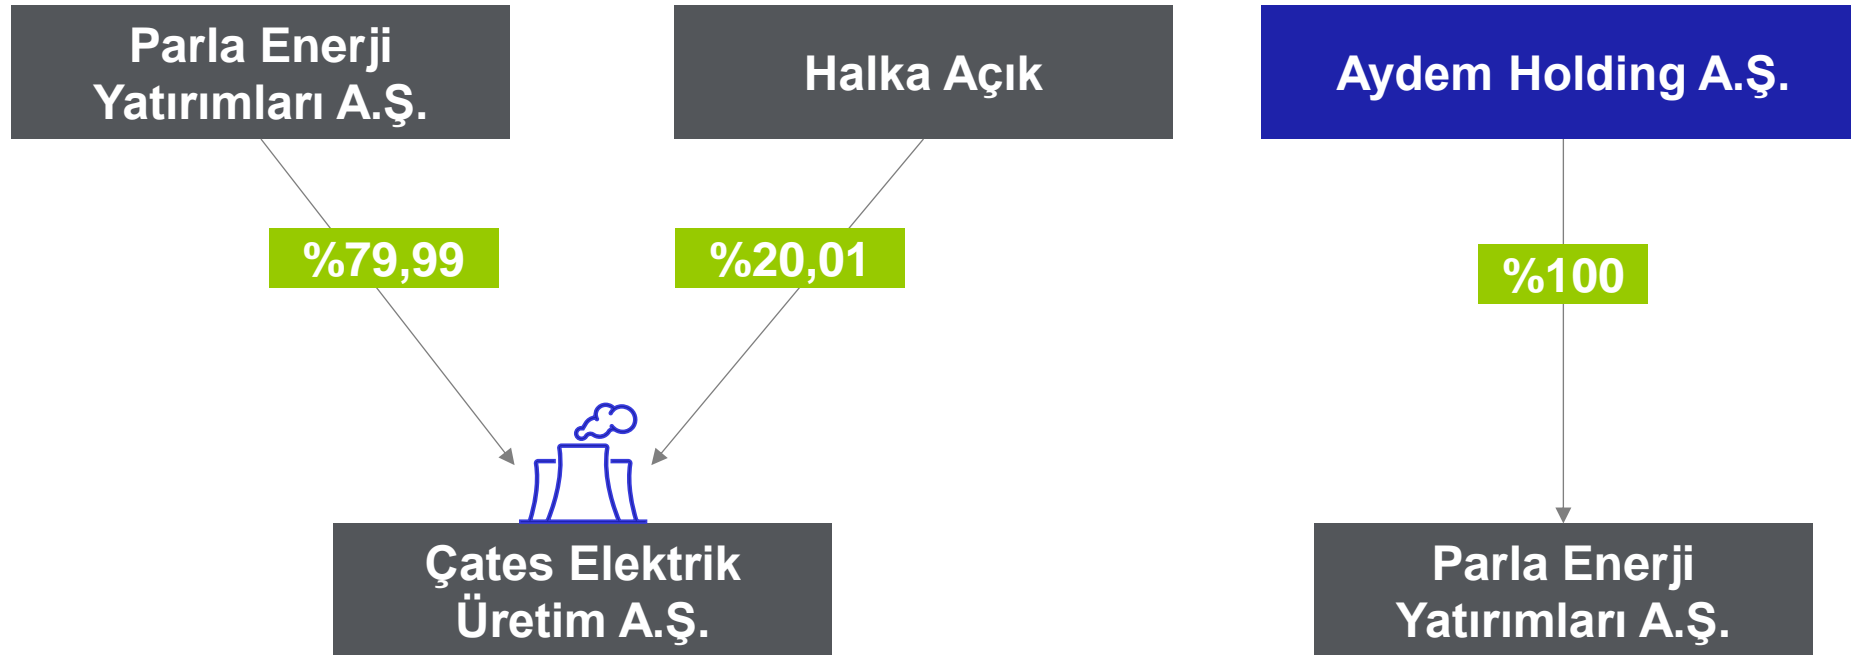 Parla Enerji
Yatırımları A.Ş.
Halka Açık
Aydem Holding A.Ş.
%79,99
%20,01
%100
Çates Elektrik
Üretim A.Ş.
Parla Enerji
Yatırımları A.Ş.